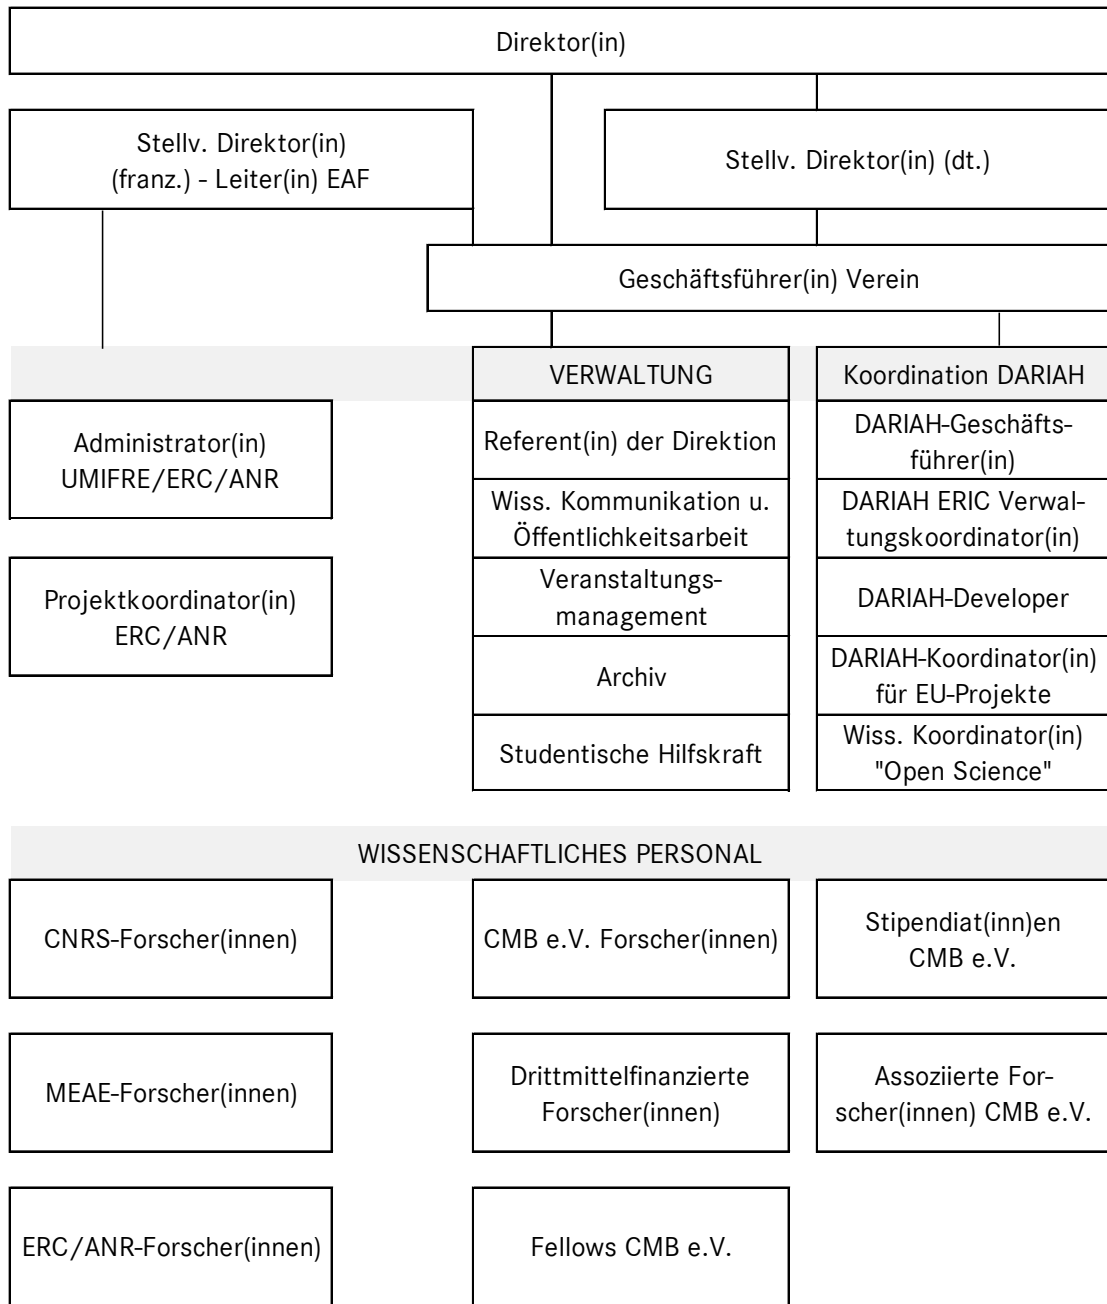 Direktor(in)
Stellv. Direktor(in)
(franz.) - Leiter(in) EAF
Stellv. Direktor(in) (dt.)
Geschäftsführer(in) Verein
VERWALTUNG
Koordination DARIAH
Administrator(in)
UMIFRE/ERC/ANR
Projektkoordinator(in)
ERC/ANR
Referent(in) der Direktion
Wiss. Kommunikation u.
Öffentlichkeitsarbeit
Veranstaltungs-
management
Archiv
Studentische Hilfskraft
DARIAH-Geschäfts-
führer(in)
DARIAH ERIC Verwal-
tungskoordinator(in)
DARIAH-Developer
DARIAH-Koordinator(in)
für EU-Projekte
Wiss. Koordinator(in)
"Open Science"
WISSENSCHAFTLICHES PERSONAL
CNRS-Forscher(innen)
CMB e.V. Forscher(innen)
Stipendiat(inn)en
CMB e.V.
MEAE-Forscher(innen)
Drittmittelfinanzierte
Forscher(innen)
Assoziierte For-
scher(innen) CMB e.V.
ERC/ANR-Forscher(innen)
Fellows CMB e.V.